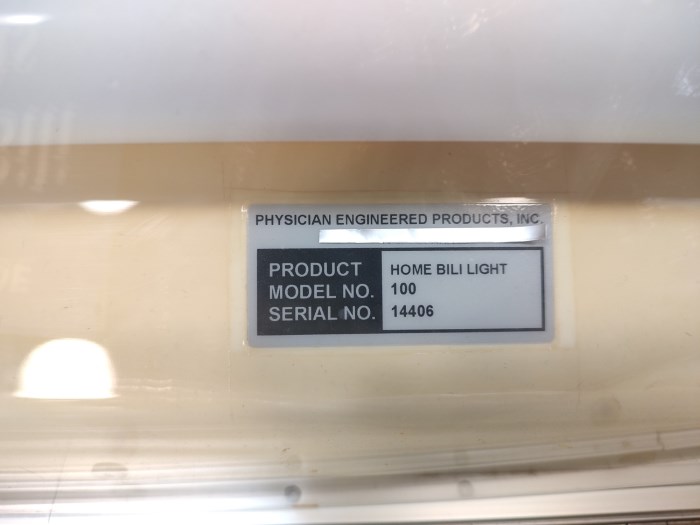 PHYSICIAN ENGINEERED PRODUCTS, INC.
PRODUCT HOME BILI LIGHT
MODEL NO. 100
SERIAL NO. 14406